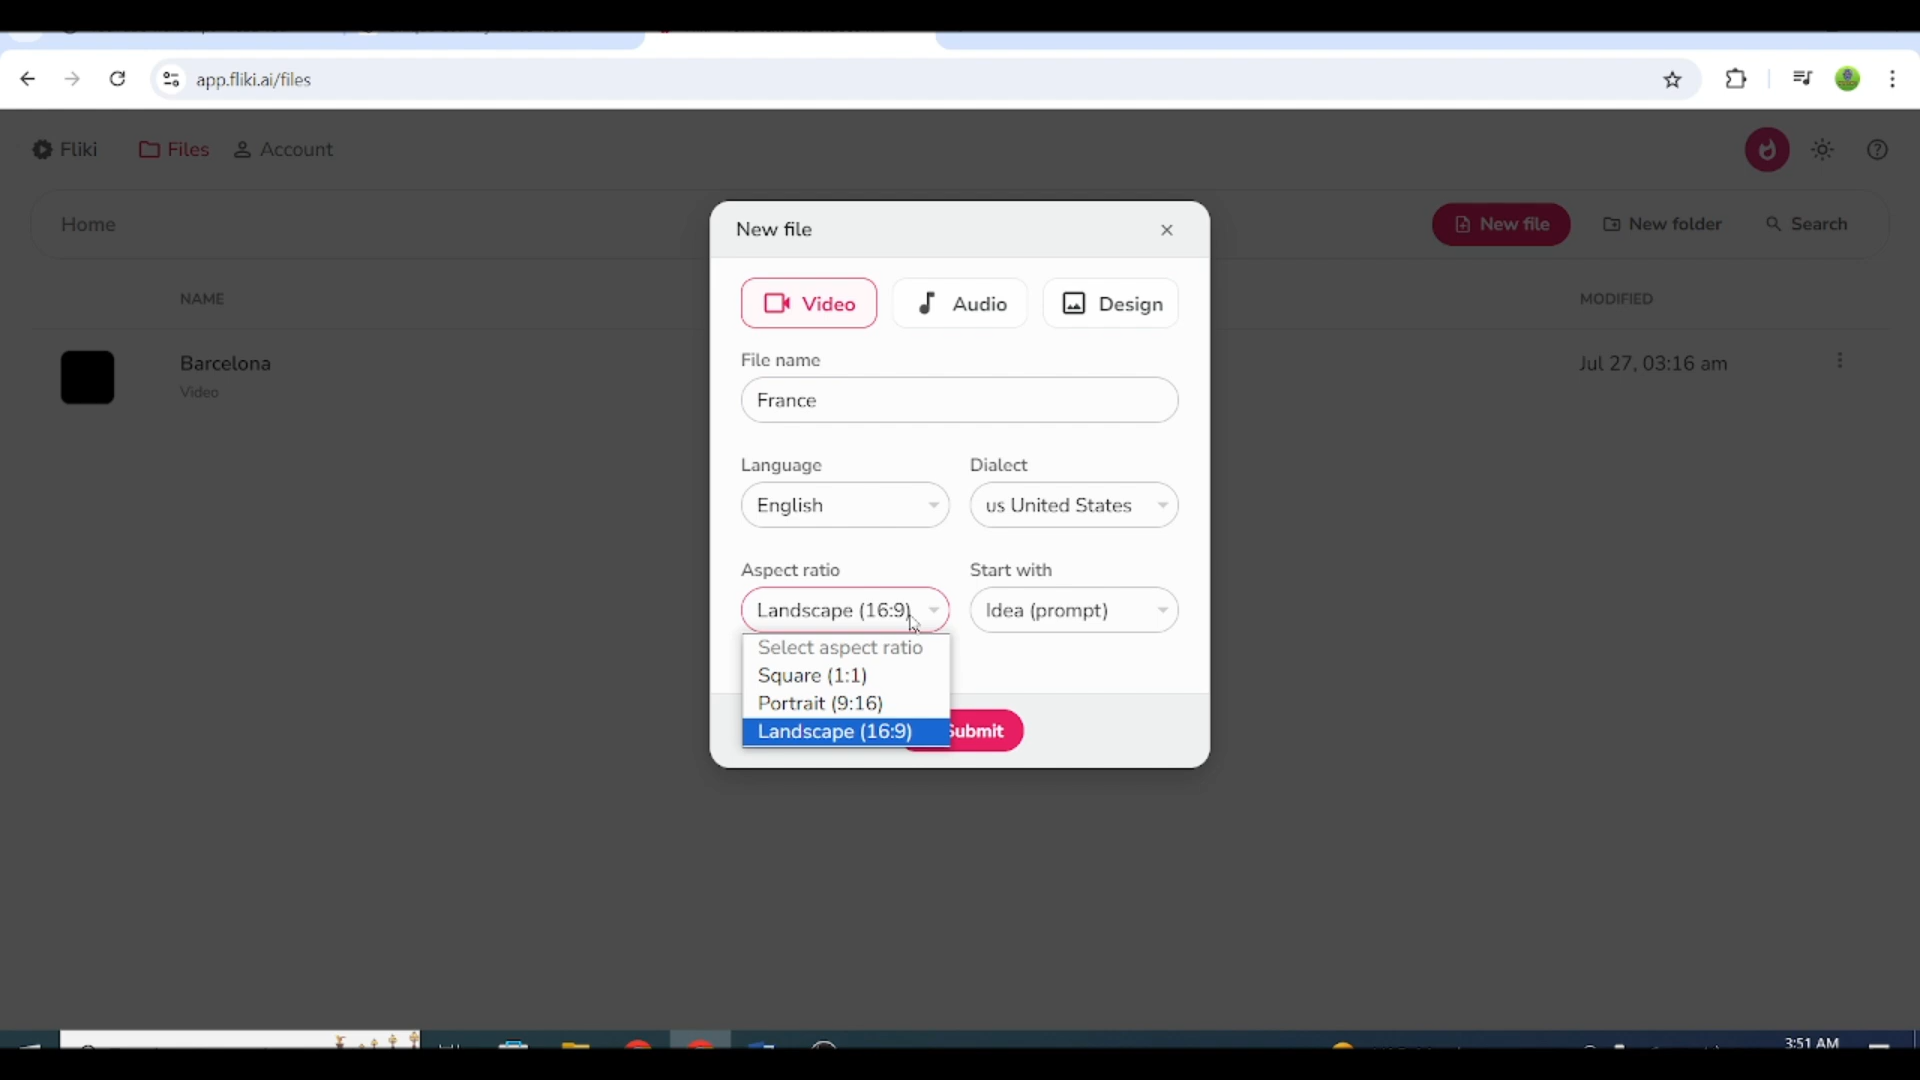 app.fliki.ai/files
Fliki Files Account
Home New file New folder Search
NAME MODIFIED
Barcelona Jul 27, 03:16 am
Video
New file
Video Audio Design
File name
France
Language Dialect
English us United States
Aspect ratio Start with
Landscape (16:9) Idea (prompt)
Select aspect ratio
Square (1:1)
Portrait (9:16)
Landscape (16:9)
Submit
3:51 AM